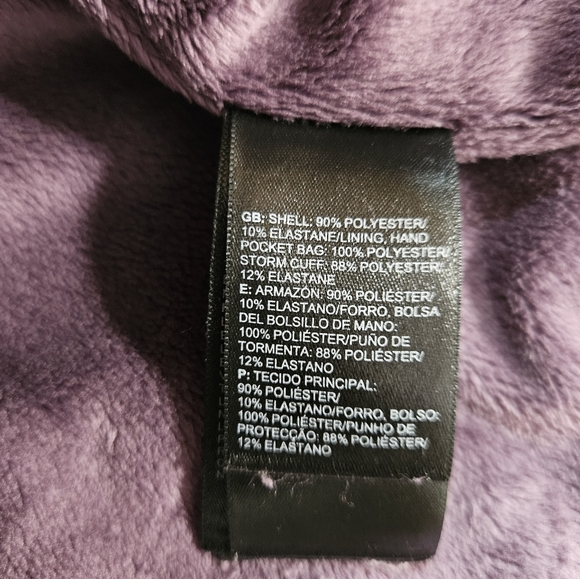 GB: SHELL: 90% POLYESTER/
10% ELASTANE/LINING, HAND
POCKET BAG: 100% POLYESTER/
STORM CUFF: 88% POLYESTER/
12% ELASTANE
E: ARMAZÓN: 90% POLIÉSTER/
10% ELASTANO/FORRO, BOLSA
DEL BOLSILLO DE MANO:
100% POLIÉSTER/PUÑO DE
TORMENTA: 88% POLIÉSTER/
12% ELASTANO
P: TECIDO PRINCIPAL:
90% POLIÉSTER/
10% ELASTANO/FORRO, BOLSO:
100% POLIÉSTER/PUNHO DE
PROTECÇÃO: 88% POLIÉSTER/
12% ELASTANO